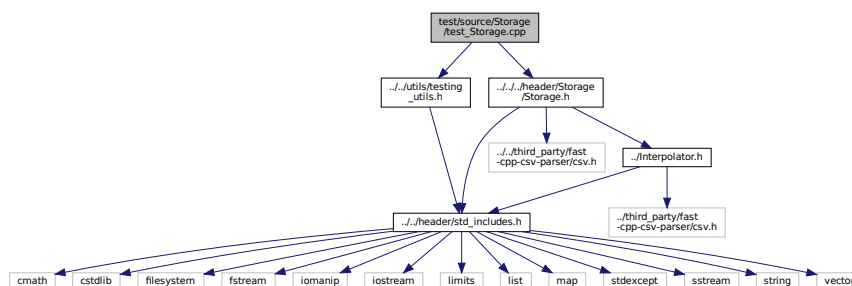 test/source/Storage
/test_Storage.cpp
../../utils/testing
_utils.h
../../../header/Storage
/Storage.h
../../third_party/fast
-cpp-csv-parser/csv.h
../Interpolator.h
../third_party/fast
-cpp-csv-parser/csv.h
../../header/std_includes.h
cmath
cstdlib
filesystem
fstream
iomanip
iostream
limits
list
map
stdexcept
sstream
string
vector